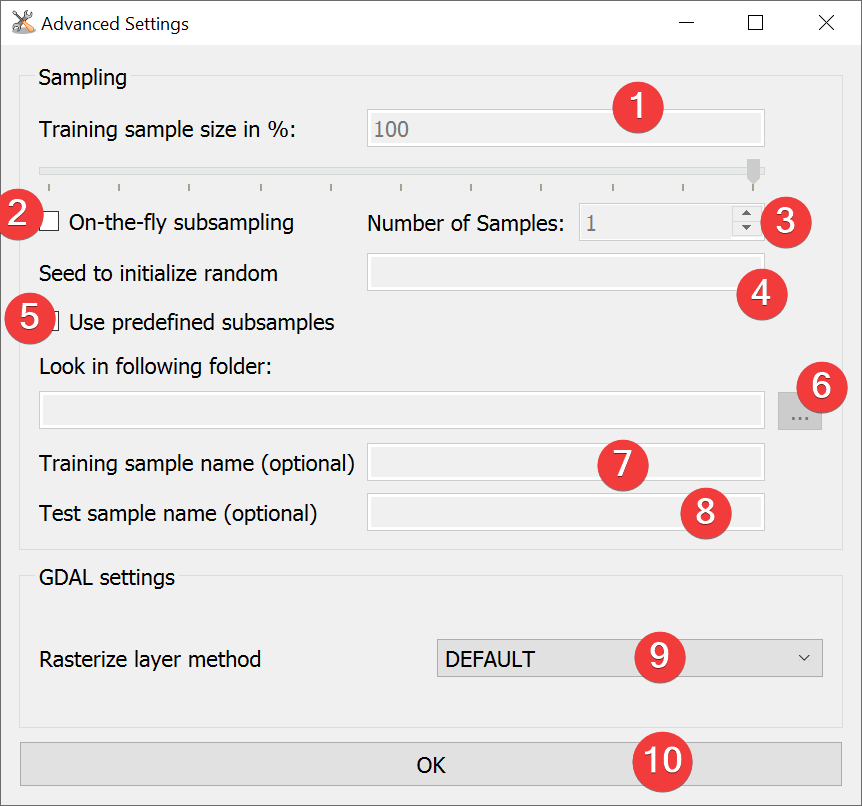 Advanced Settings
Sampling
Training sample size in %: 100 1
2 On-the-fly subsampling Number of Samples: 1 3
Seed to initialize random 4
5 Use predefined subsamples
Look in following folder:
... 6
Training sample name (optional) 7
Test sample name (optional) 8
GDAL settings
Rasterize layer method DEFAULT 9
OK 10